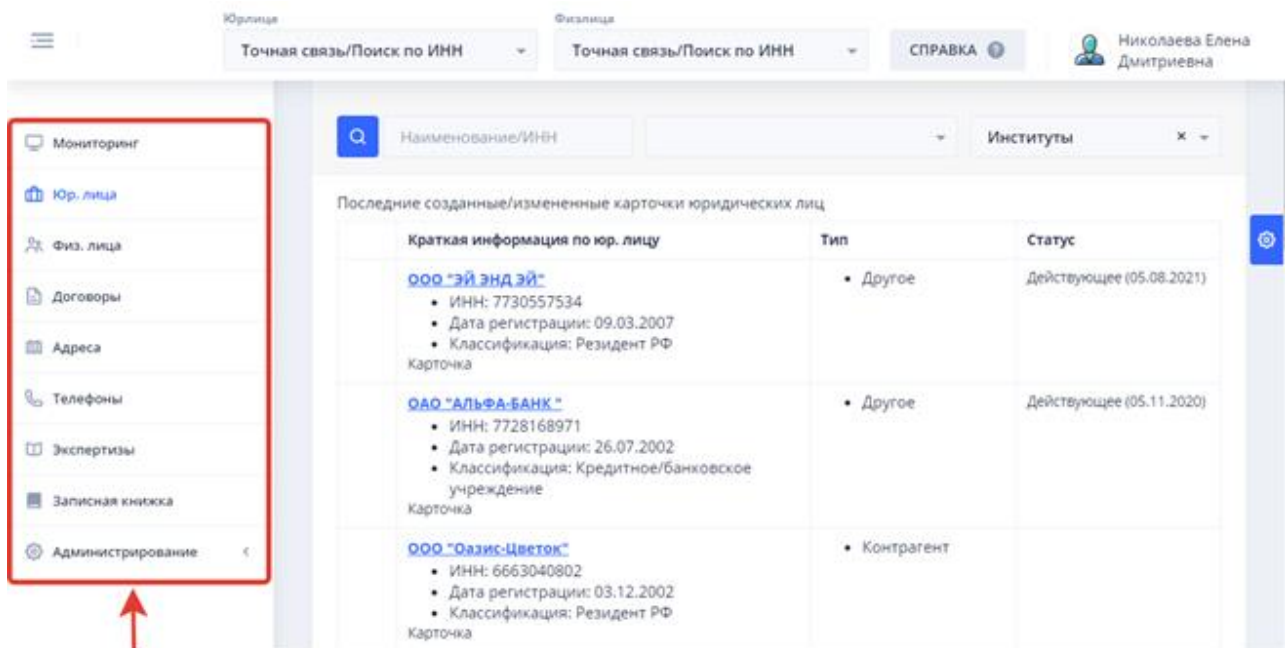 Юрлица
Физлица
Точная связь/Поиск по ИНН
Точная связь/Поиск по ИНН
СПРАВКА
Николаева Елена
Дмитриевна
Мониторинг
Юр. лица
Физ. лица
Договоры
Адреса
Телефоны
Экспертизы
Записная книжка
Администрирование
Наименование/ИНН
Институты
Последние созданные/измененные карточки юридических лиц
Краткая информация по юр. лицу
Тип
Статус
ООО "ЭЙ ЭНД ЭЙ"
• ИНН: 7730557534
• Дата регистрации: 09.03.2007
• Классификация: Резидент РФ
Карточка
• Другое
Действующее (05.08.2021)
ОАО "АЛЬФА-БАНК "
• ИНН: 7728168971
• Дата регистрации: 26.07.2002
• Классификация: Кредитное/банковское
учреждение
Карточка
• Другое
Действующее (05.11.2020)
ООО "Оазис-Цветок"
• ИНН: 6663040802
• Дата регистрации: 03.12.2002
• Классификация: Резидент РФ
Карточка
• Контрагент